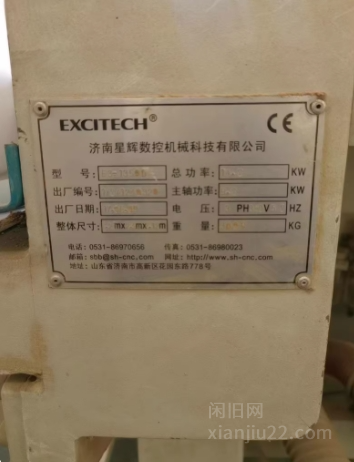 EXCITECH® CE
济南星辉数控机械科技有限公司
型 号: 总 功 率: KW
出厂编号: 主轴功率: KW
出厂日期: 电 压: PH V HZ
整体尺寸: mx mx m 重 量: KG
电话:0531-86970656 传真:0531-86980023
邮箱: @sh-cnc.com 网址:http://www.sh-cnc.com
地址:山东省济南市高新区花园东路778号
闲旧网
xianjiu22.com